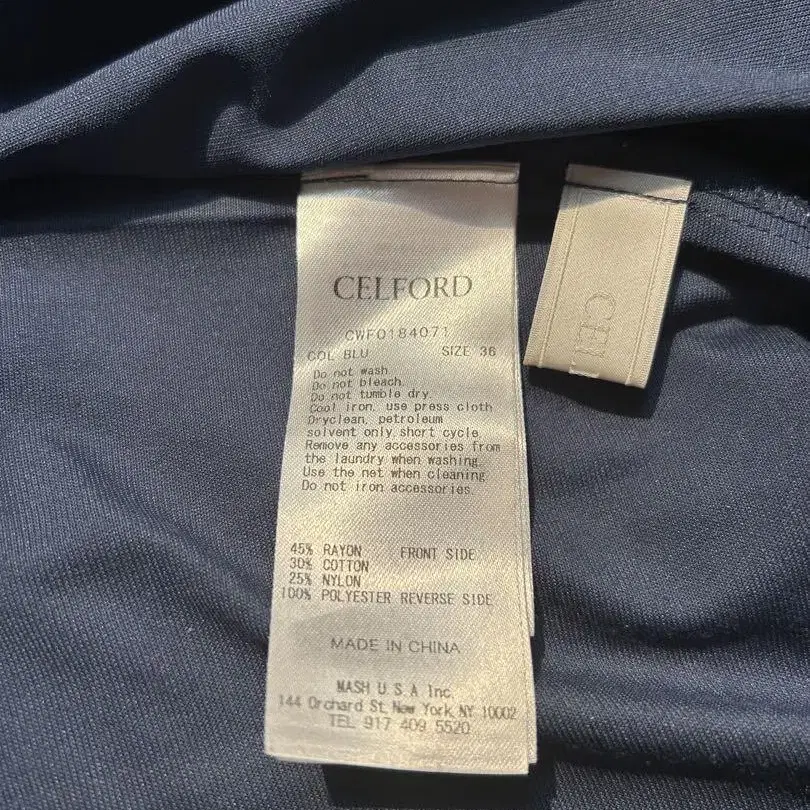 CELFORD
CWFO184071
COL BLU SIZE 36
Do not wash.
Do not bleach.
Do not tumble dry.
Cool iron, use press cloth
Dryclean, petroleum
solvent only,short cycle.
Remove any accessories from
the laundry when washing.
Use the net when cleaning.
Do not iron accessories.
45% RAYON FRONT SIDE
30% COTTON
25% NYLON
100% POLYESTER REVERSE SIDE
MADE IN CHINA
MASH U.S.A Inc.
144 Orchard St, New York, NY 10002
TEL 917 409 5520
CEL